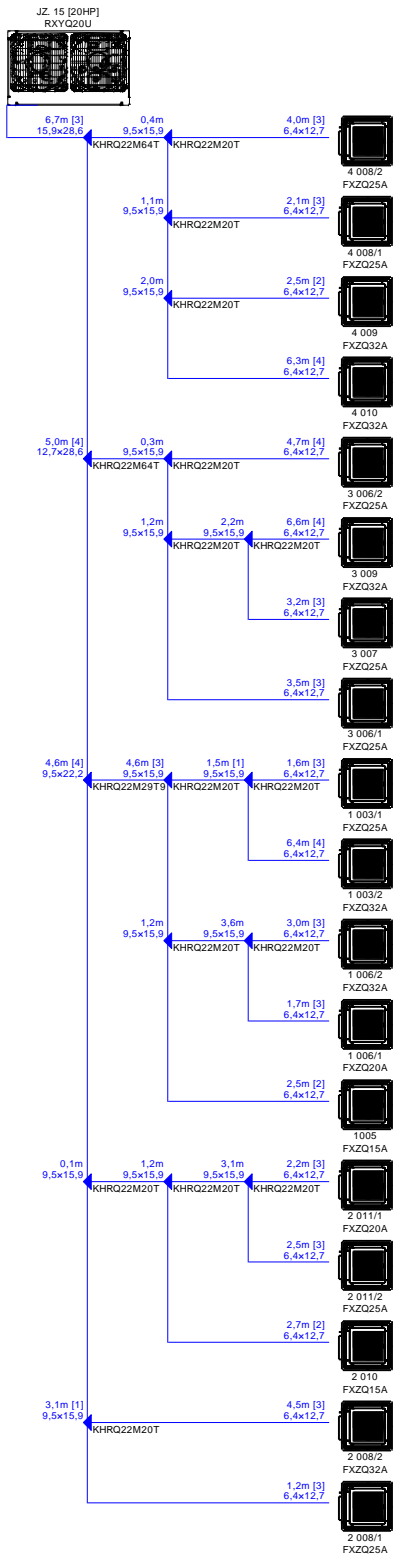 JZ. 15 [20HP]
RXYQ20U
6,7m [3]
15,9x28,6
KHRQ22M64T
0,4m
9,5x15,9
KHRQ22M20T
4,0m [3]
6,4x12,7
4 008/2
FXZQ25A
1,1m
9,5x15,9
KHRQ22M20T
2,1m [3]
6,4x12,7
4 008/1
FXZQ25A
2,0m
9,5x15,9
KHRQ22M20T
2,5m [2]
6,4x12,7
4 009
FXZQ32A
6,3m [4]
6,4x12,7
4 010
FXZQ32A
5,0m [4]
12,7x28,6
KHRQ22M64T
0,3m
9,5x15,9
KHRQ22M20T
4,7m [4]
6,4x12,7
3 006/2
FXZQ25A
1,2m
9,5x15,9
KHRQ22M20T
2,2m
9,5x15,9
KHRQ22M20T
6,6m [4]
6,4x12,7
3 009
FXZQ32A
3,2m [3]
6,4x12,7
3 007
FXZQ25A
3,5m [3]
6,4x12,7
3 006/1
FXZQ25A
4,6m [4]
9,5x22,2
KHRQ22M29T9
4,6m [3]
9,5x15,9
KHRQ22M20T
1,5m [1]
9,5x15,9
KHRQ22M20T
1,6m [3]
6,4x12,7
1 003/1
FXZQ25A
6,4m [4]
6,4x12,7
1 003/2
FXZQ32A
1,2m
9,5x15,9
KHRQ22M20T
3,6m
9,5x15,9
KHRQ22M20T
3,0m [3]
6,4x12,7
1 006/2
FXZQ32A
1,7m [3]
6,4x12,7
1 006/1
FXZQ20A
2,5m [2]
6,4x12,7
1005
FXZQ15A
0,1m
9,5x15,9
KHRQ22M20T
1,2m
9,5x15,9
KHRQ22M20T
3,1m
9,5x15,9
KHRQ22M20T
2,2m [3]
6,4x12,7
2 011/1
FXZQ20A
2,5m [3]
6,4x12,7
2 011/2
FXZQ25A
2,7m [2]
6,4x12,7
2 010
FXZQ15A
3,1m [1]
9,5x15,9
KHRQ22M20T
4,5m [3]
6,4x12,7
2 008/2
FXZQ32A
1,2m [3]
6,4x12,7
2 008/1
FXZQ25A